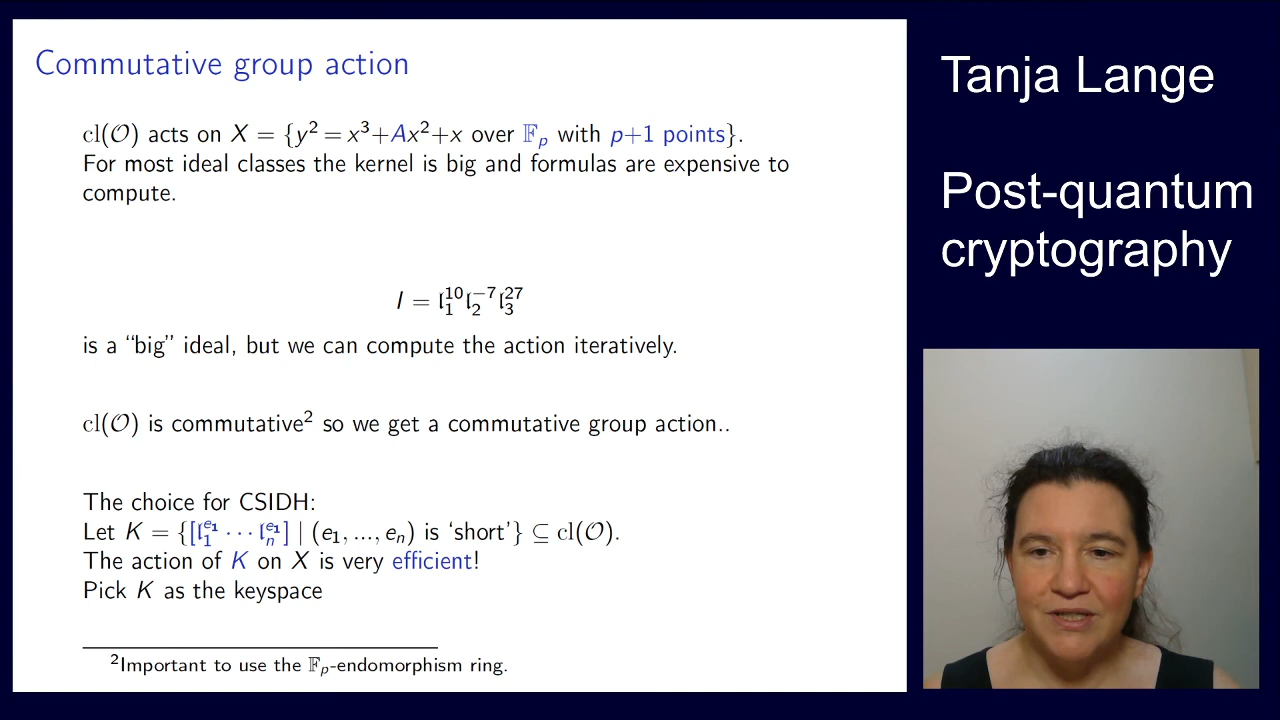 Commutative group action
cl(𝒪) acts on X = {y² = x³+Ax²+x over 𝔽ₚ with p+1 points}.
For most ideal classes the kernel is big and formulas are expensive to
compute.
I = 𝔩₁¹⁰𝔩₂⁻⁷𝔩₃²⁷
is a “big” ideal, but we can compute the action iteratively.
cl(𝒪) is commutative² so we get a commutative group action..
The choice for CSIDH:
Let K = {[𝔩₁^e₁ ⋯ 𝔩ₙ^e₁] | (e₁, ..., eₙ) is ‘short’} ⊆ cl(𝒪).
The action of K on X is very efficient!
Pick K as the keyspace
²Important to use the 𝔽ₚ-endomorphism ring.
Tanja Lange
Post-quantum
cryptography